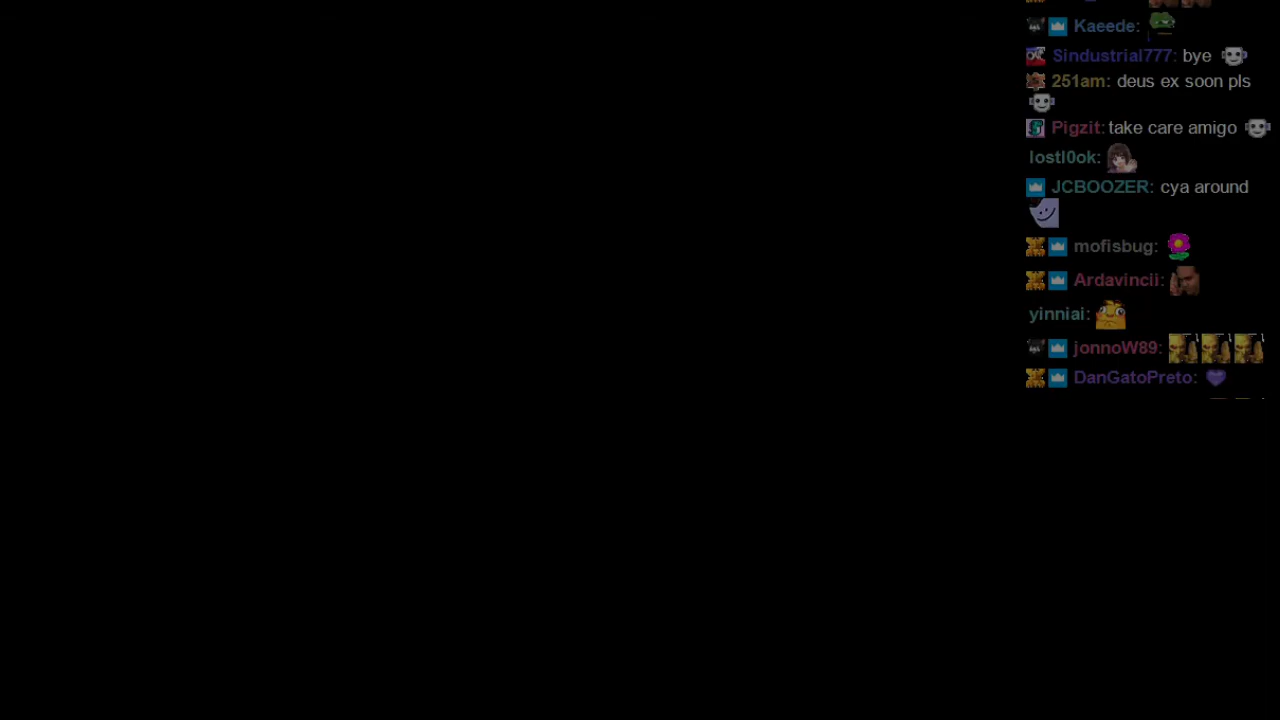 Kaeede:
Sindustrial777: bye
251am: deus ex soon pls
Pigzit: take care amigo
lostl0ok:
JCBOOZER: cya around
mofisbug:
Ardavincii:
yinniai:
jonnoW89:
DanGatoPreto: